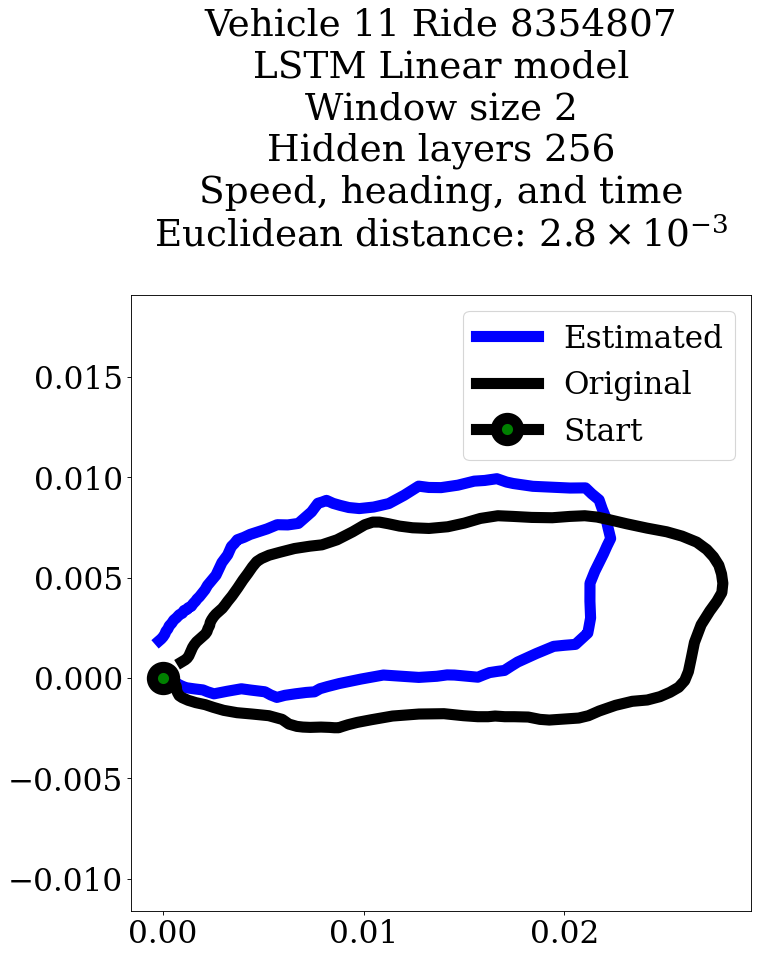 Vehicle 11 Ride 8354807
LSTM Linear model
Window size 2
Hidden layers 256
Speed, heading, and time
Euclidean distance: 2.8 × 10⁻³
Estimated
Original
Start
0.015
0.010
0.005
0.000
−0.005
−0.010
0.00 0.01 0.02